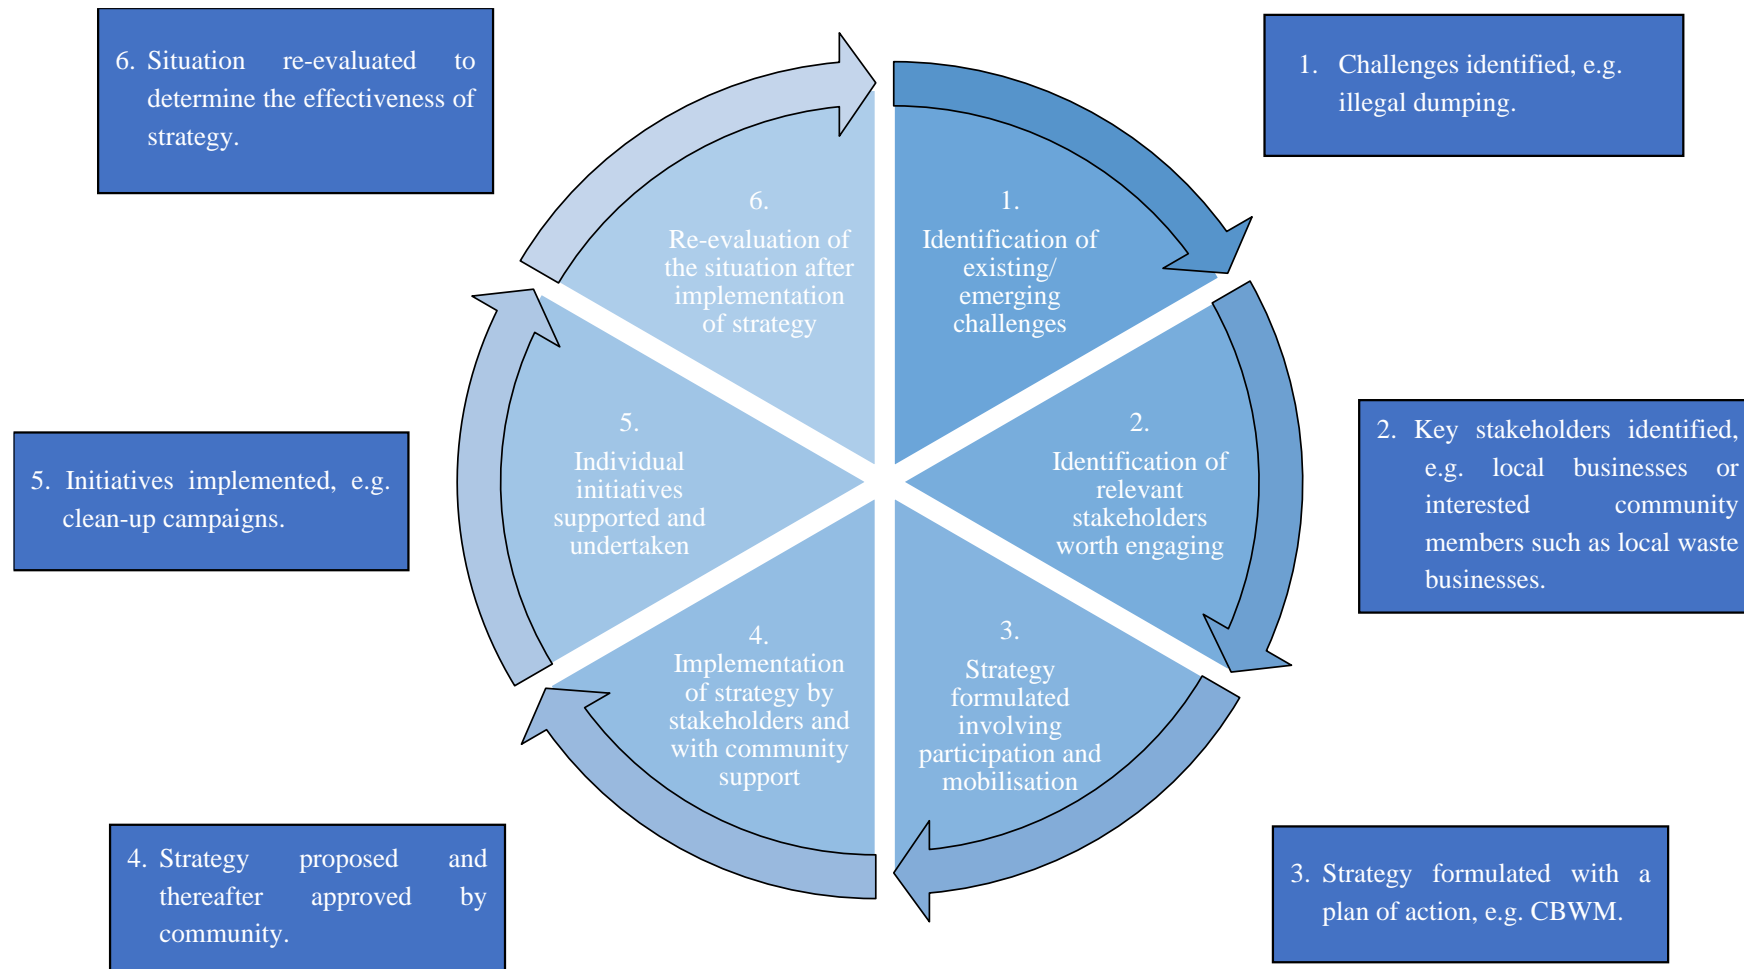 1. Challenges identified, e.g.
illegal dumping.
2. Key stakeholders identified,
e.g. local businesses or
interested community
members such as local waste
businesses.
3. Strategy formulated with a
plan of action, e.g. CBWM.
4. Strategy proposed and
thereafter approved by
community.
5. Initiatives implemented, e.g.
clean-up campaigns.
6. Situation re-evaluated to
determine the effectiveness of
strategy.
1.
Identification of
existing/
emerging
challenges
2.
Identification of
relevant
stakeholders
worth engaging
3.
Strategy
formulated
involving
participation and
mobilisation
4.
Implementation
of strategy by
stakeholders and
with community
support
5.
Individual
initiatives
supported and
undertaken
6.
Re-evaluation of
the situation after
implementation
of strategy